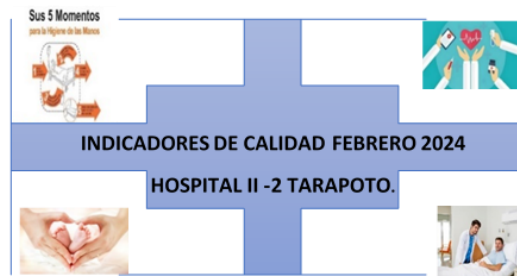 Sus 5 Momentos
para la Higiene de las Manos
INDICADORES DE CALIDAD FEBRERO 2024
HOSPITAL II -2 TARAPOTO.